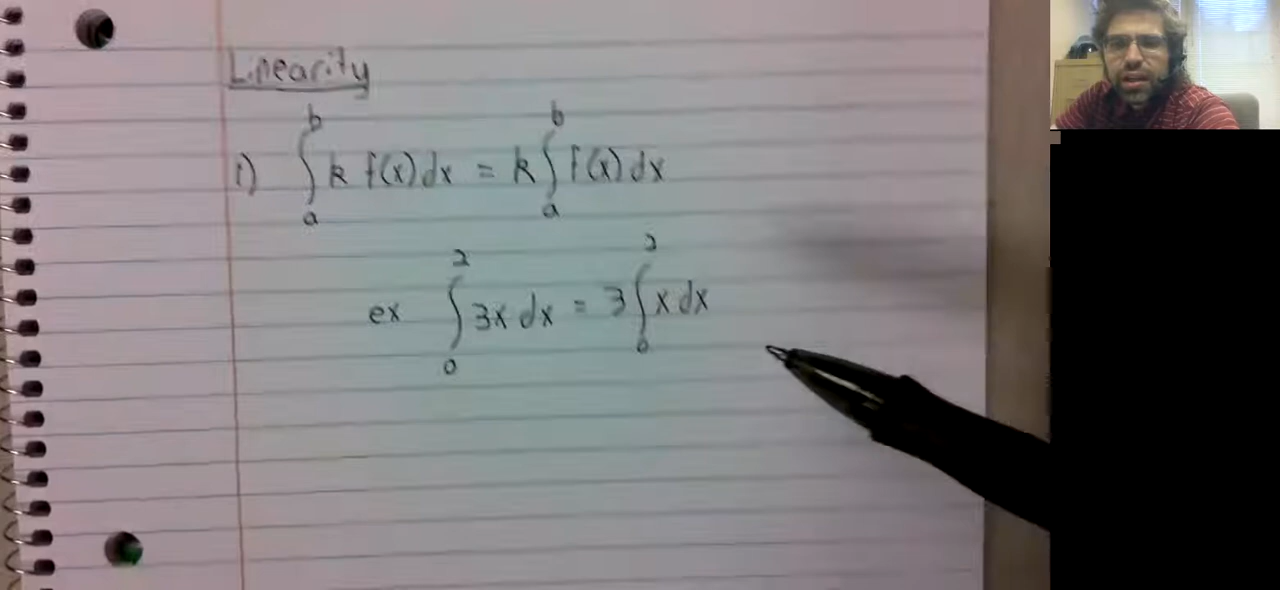 Linearity
1) ∫_a^b k f(x) dx = k ∫_a^b f(x) dx
ex ∫_0^2 3x dx = 3 ∫_0^2 x dx